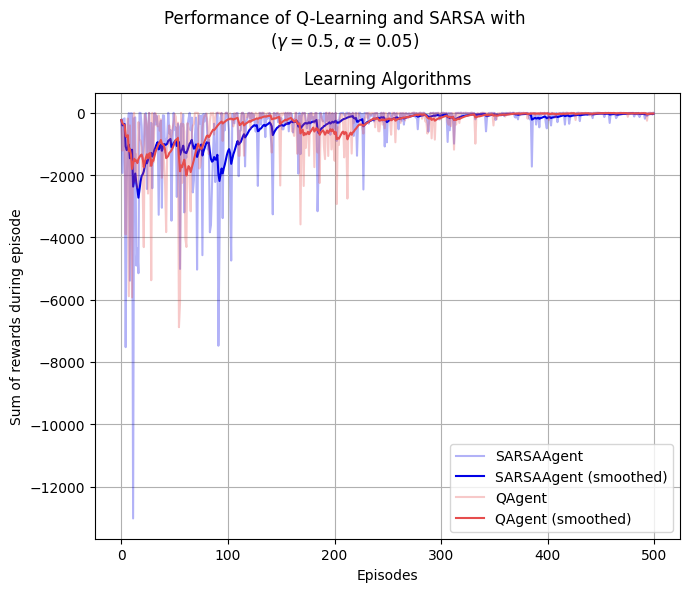 Performance of Q-Learning and SARSA with
(γ = 0.5, α = 0.05)
Learning Algorithms
Sum of rewards during episode
0
−2000
−4000
−6000
−8000
−10000
−12000
SARSAAgent
SARSAAgent (smoothed)
QAgent
QAgent (smoothed)
0 100 200 300 400 500
Episodes